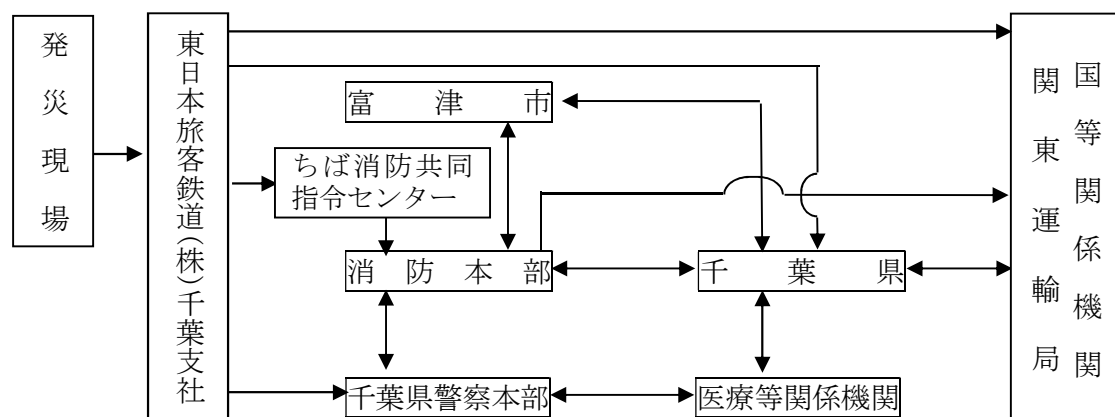 発災現場
東日本旅客鉄道(株)千葉支社
富津市
ちば消防共同
指令センター
消防本部
千葉県
千葉県警察本部
医療等関係機関
国等関係機関
関東運輸局